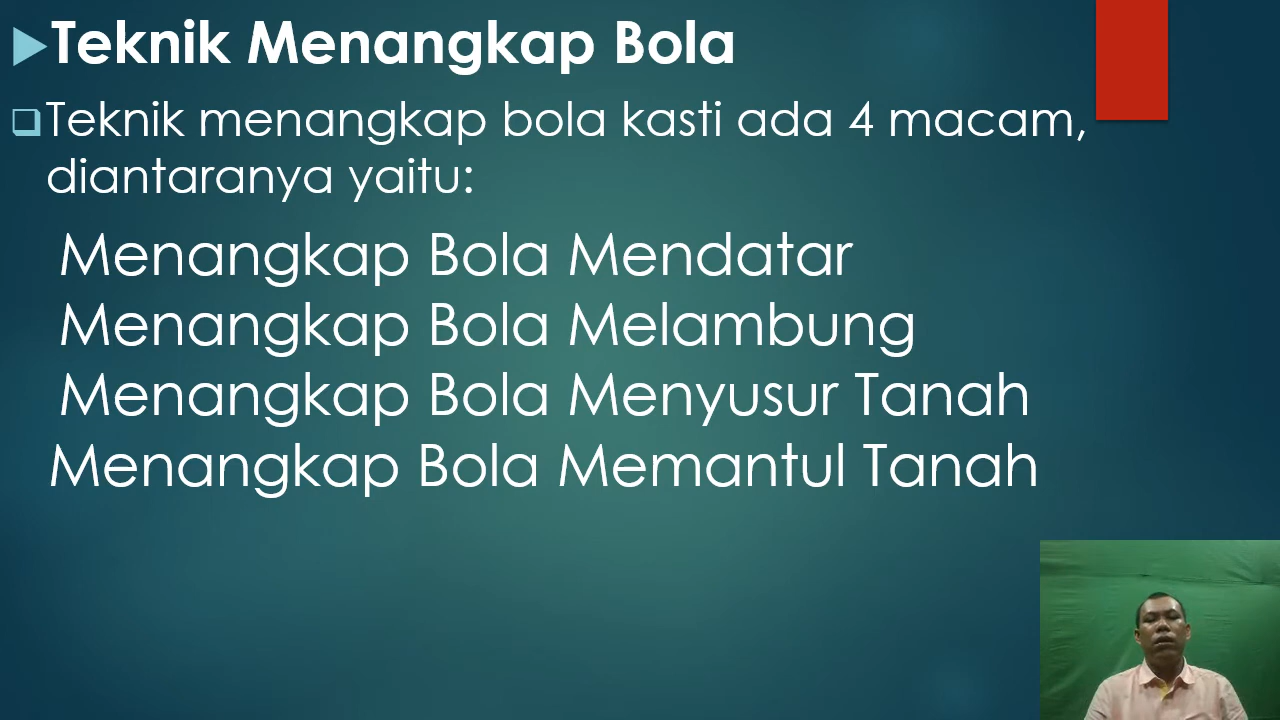 Teknik Menangkap Bola
Teknik menangkap bola kasti ada 4 macam,
diantaranya yaitu:
Menangkap Bola Mendatar
Menangkap Bola Melambung
Menangkap Bola Menyusur Tanah
Menangkap Bola Memantul Tanah